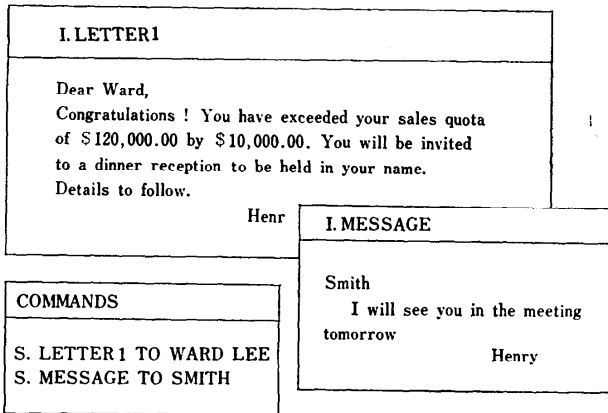 I. LETTER1
Dear Ward,
Congratulations ! You have exceeded your sales quota
of $120,000.00 by $10,000.00. You will be invited
to a dinner reception to be held in your name.
Details to follow.
Henr
I. MESSAGE
Smith
I will see you in the meeting
tomorrow
Henry
COMMANDS
S. LETTER1 TO WARD LEE
S. MESSAGE TO SMITH